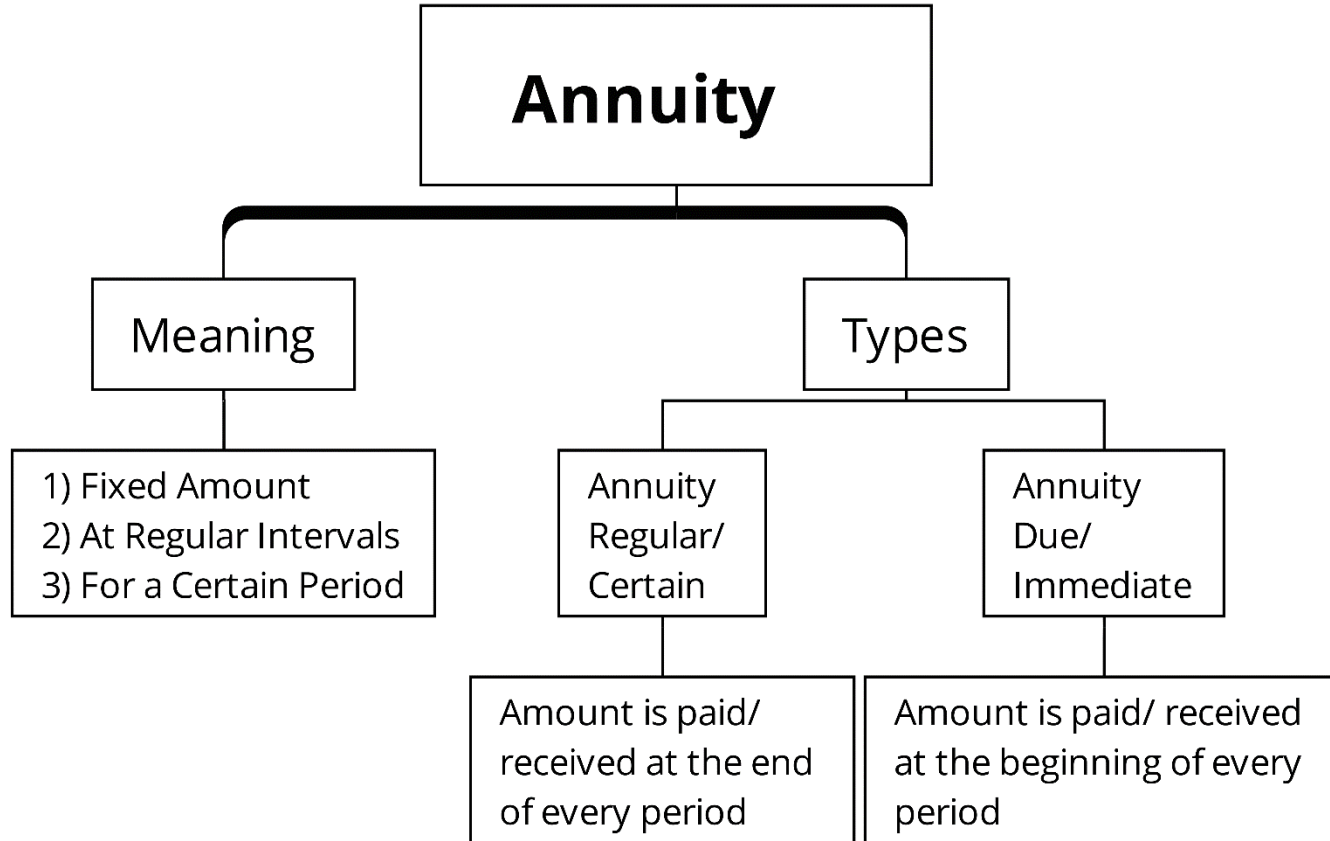 Annuity
Meaning
Types
1) Fixed Amount
2) At Regular Intervals
3) For a Certain Period
Annuity
Regular/
Certain
Annuity
Due/
Immediate
Amount is paid/
received at the end
of every period
Amount is paid/ received
at the beginning of every
period